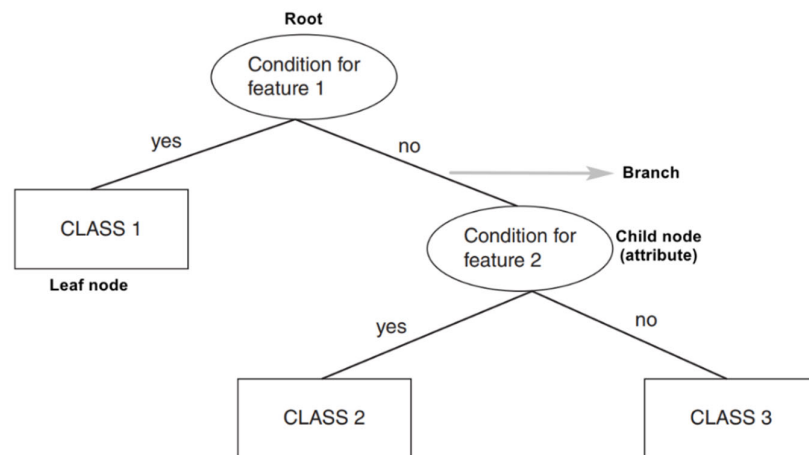 Root
Condition for
feature 1
yes
no
Branch
CLASS 1
Leaf node
Condition for
feature 2
Child node
(attribute)
yes
no
CLASS 2
CLASS 3